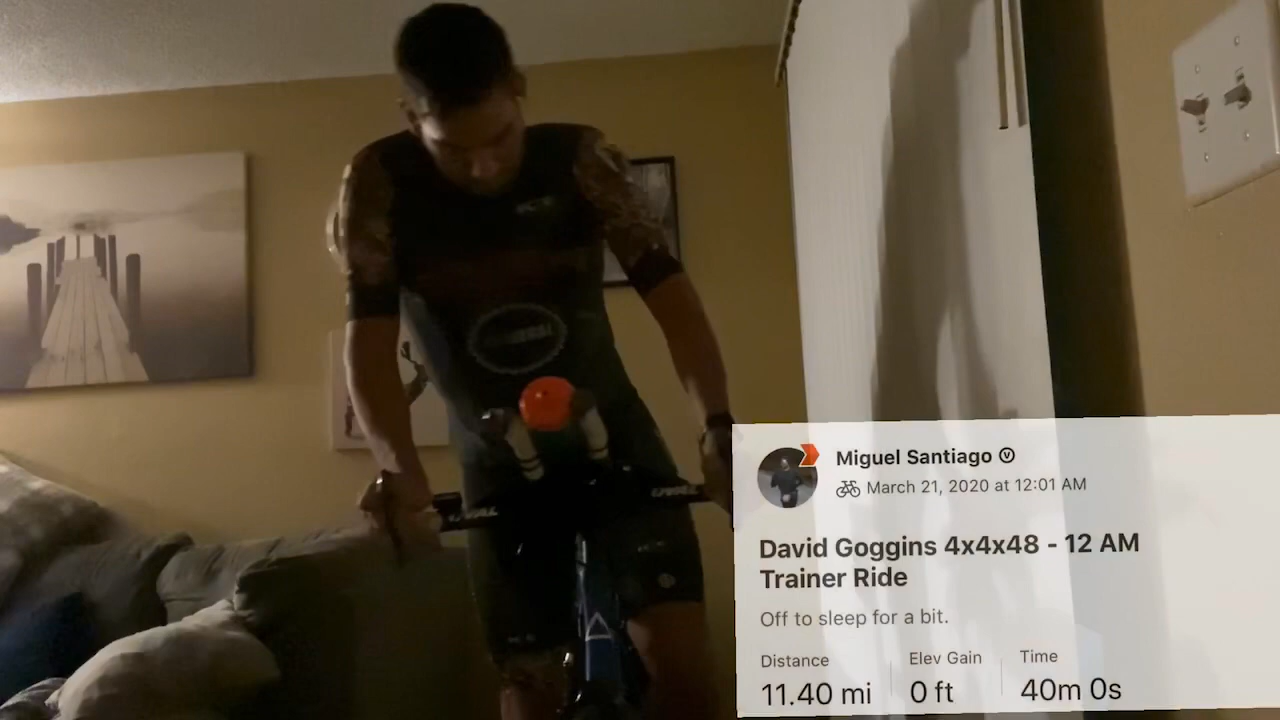 Miguel Santiago
March 21, 2020 at 12:01 AM
David Goggins 4x4x48 - 12 AM
Trainer Ride
Off to sleep for a bit.
Distance
Elev Gain
Time
11.40 mi
0 ft
40m 0s